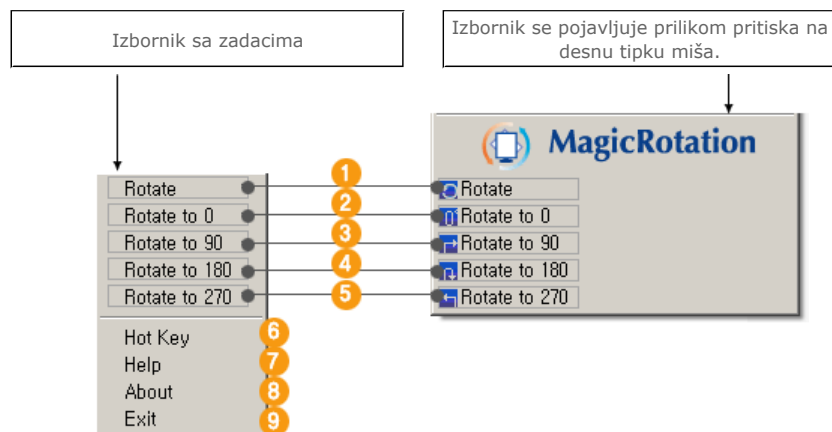 Izbornik sa zadacima
Izbornik se pojavljuje prilikom pritiska na
desnu tipku miša.
MagicRotation
Rotate
1
Rotate
Rotate to 0
2
Rotate to 0
Rotate to 90
3
Rotate to 90
Rotate to 180
4
Rotate to 180
Rotate to 270
5
Rotate to 270
Hot Key
6
Help
7
About
8
Exit
9